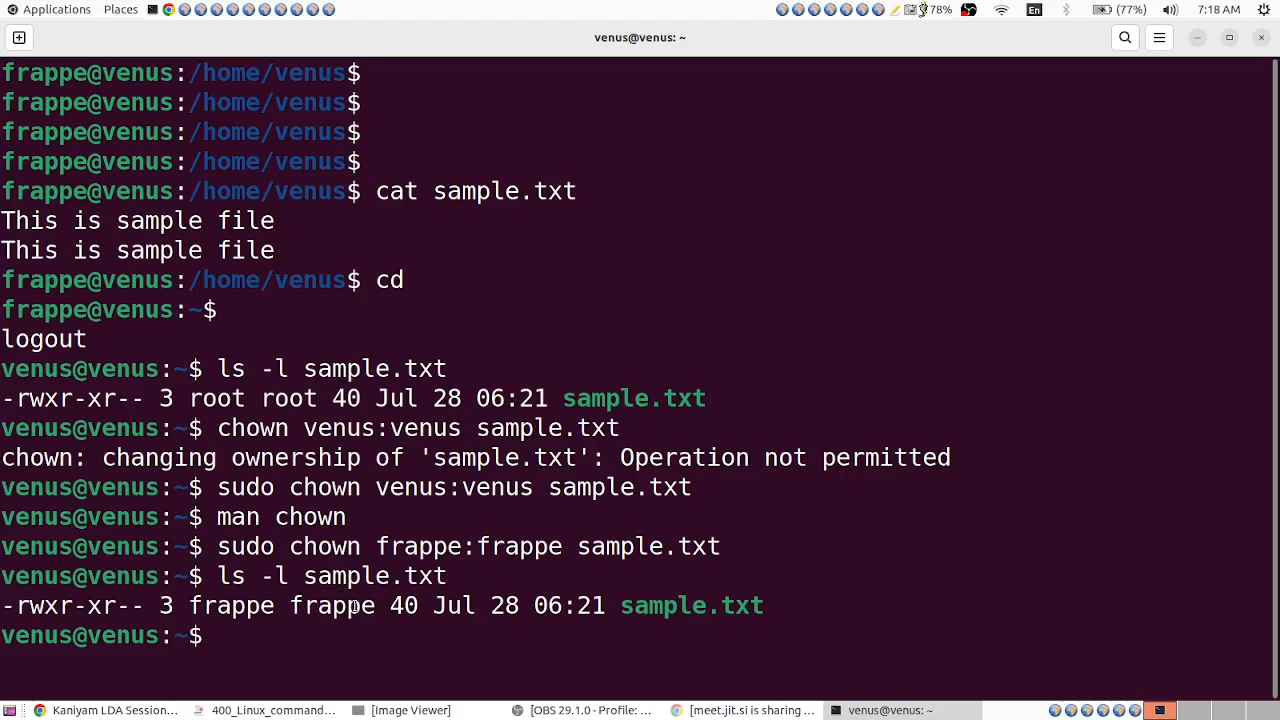 Applications Places 78% En (77%) 7:18 AM
venus@venus: ~
frappe@venus:/home/venus$
frappe@venus:/home/venus$
frappe@venus:/home/venus$
frappe@venus:/home/venus$
frappe@venus:/home/venus$ cat sample.txt
This is sample file
This is sample file
frappe@venus:/home/venus$ cd
frappe@venus:~$
logout
venus@venus:~$ ls -l sample.txt
-rwxr-xr-- 3 root root 40 Jul 28 06:21 sample.txt
venus@venus:~$ chown venus:venus sample.txt
chown: changing ownership of 'sample.txt': Operation not permitted
venus@venus:~$ sudo chown venus:venus sample.txt
venus@venus:~$ man chown
venus@venus:~$ sudo chown frappe:frappe sample.txt
venus@venus:~$ ls -l sample.txt
-rwxr-xr-- 3 frappe frappe 40 Jul 28 06:21 sample.txt
venus@venus:~$
Kaniyam LDA Session... 400_Linux_command... [Image Viewer] [OBS 29.1.0 - Profile: ... [meet.jit.si is sharing ... venus@venus: ~